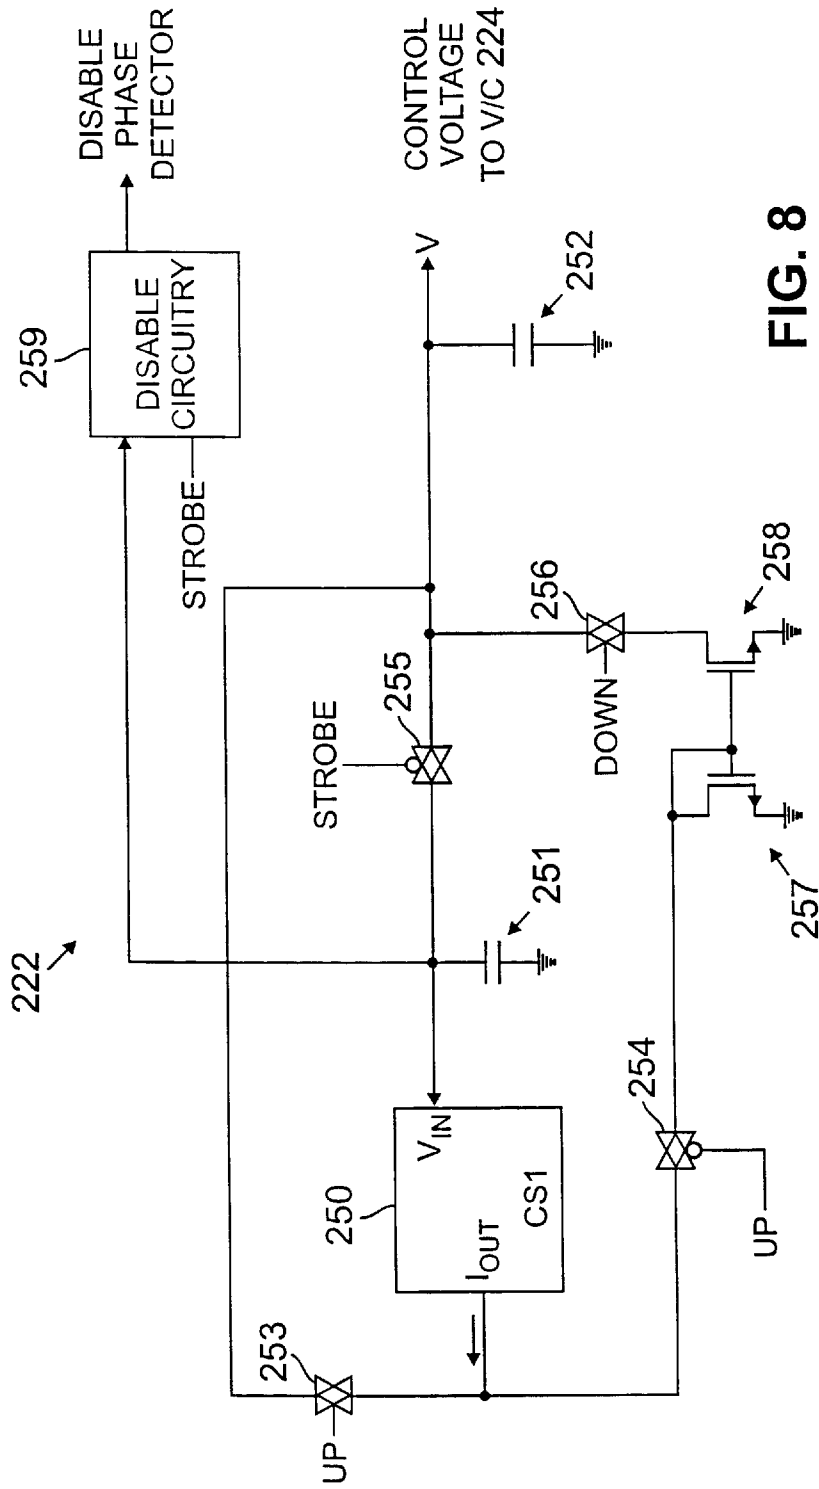 222
259
DISABLE
CIRCUITRY
DISABLE
PHASE
DETECTOR
STROBE
253
UP
250
I_OUT
V_IN
CS1
251
STROBE
255
256
DOWN
V
CONTROL
VOLTAGE
TO V/C 224
252
254
UP
257
258
FIG. 8